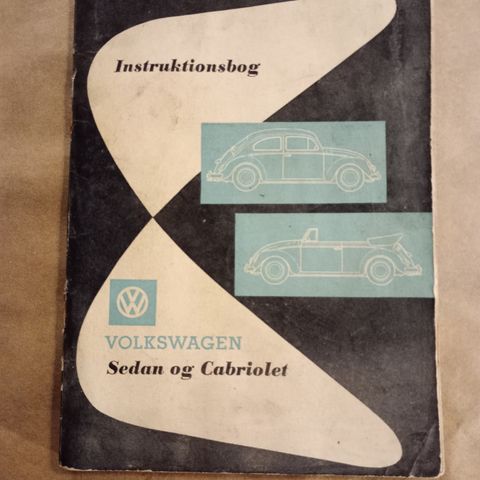 Instruktionsbog
VW
VOLKSWAGEN
Sedan og Cabriolet